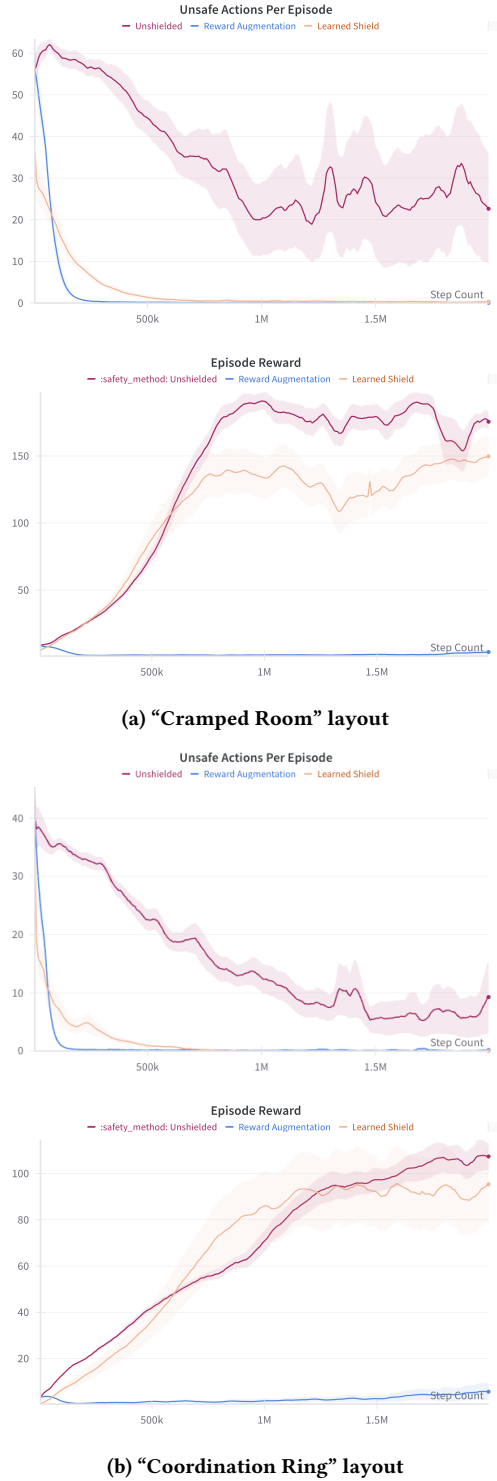 Unsafe Actions Per Episode
Unshielded Reward Augmentation Learned Shield
60
50
40
30
20
10
0
Step Count
500k 1M 1.5M
Episode Reward
:safety_method: Unshielded Reward Augmentation Learned Shield
150
100
50
Step Count
500k 1M 1.5M
(a) “Cramped Room” layout
Unsafe Actions Per Episode
Unshielded Reward Augmentation Learned Shield
40
30
20
10
0
Step Count
500k 1M 1.5M
Episode Reward
:safety_method: Unshielded Reward Augmentation Learned Shield
100
80
60
40
20
Step Count
500k 1M 1.5M
(b) “Coordination Ring” layout